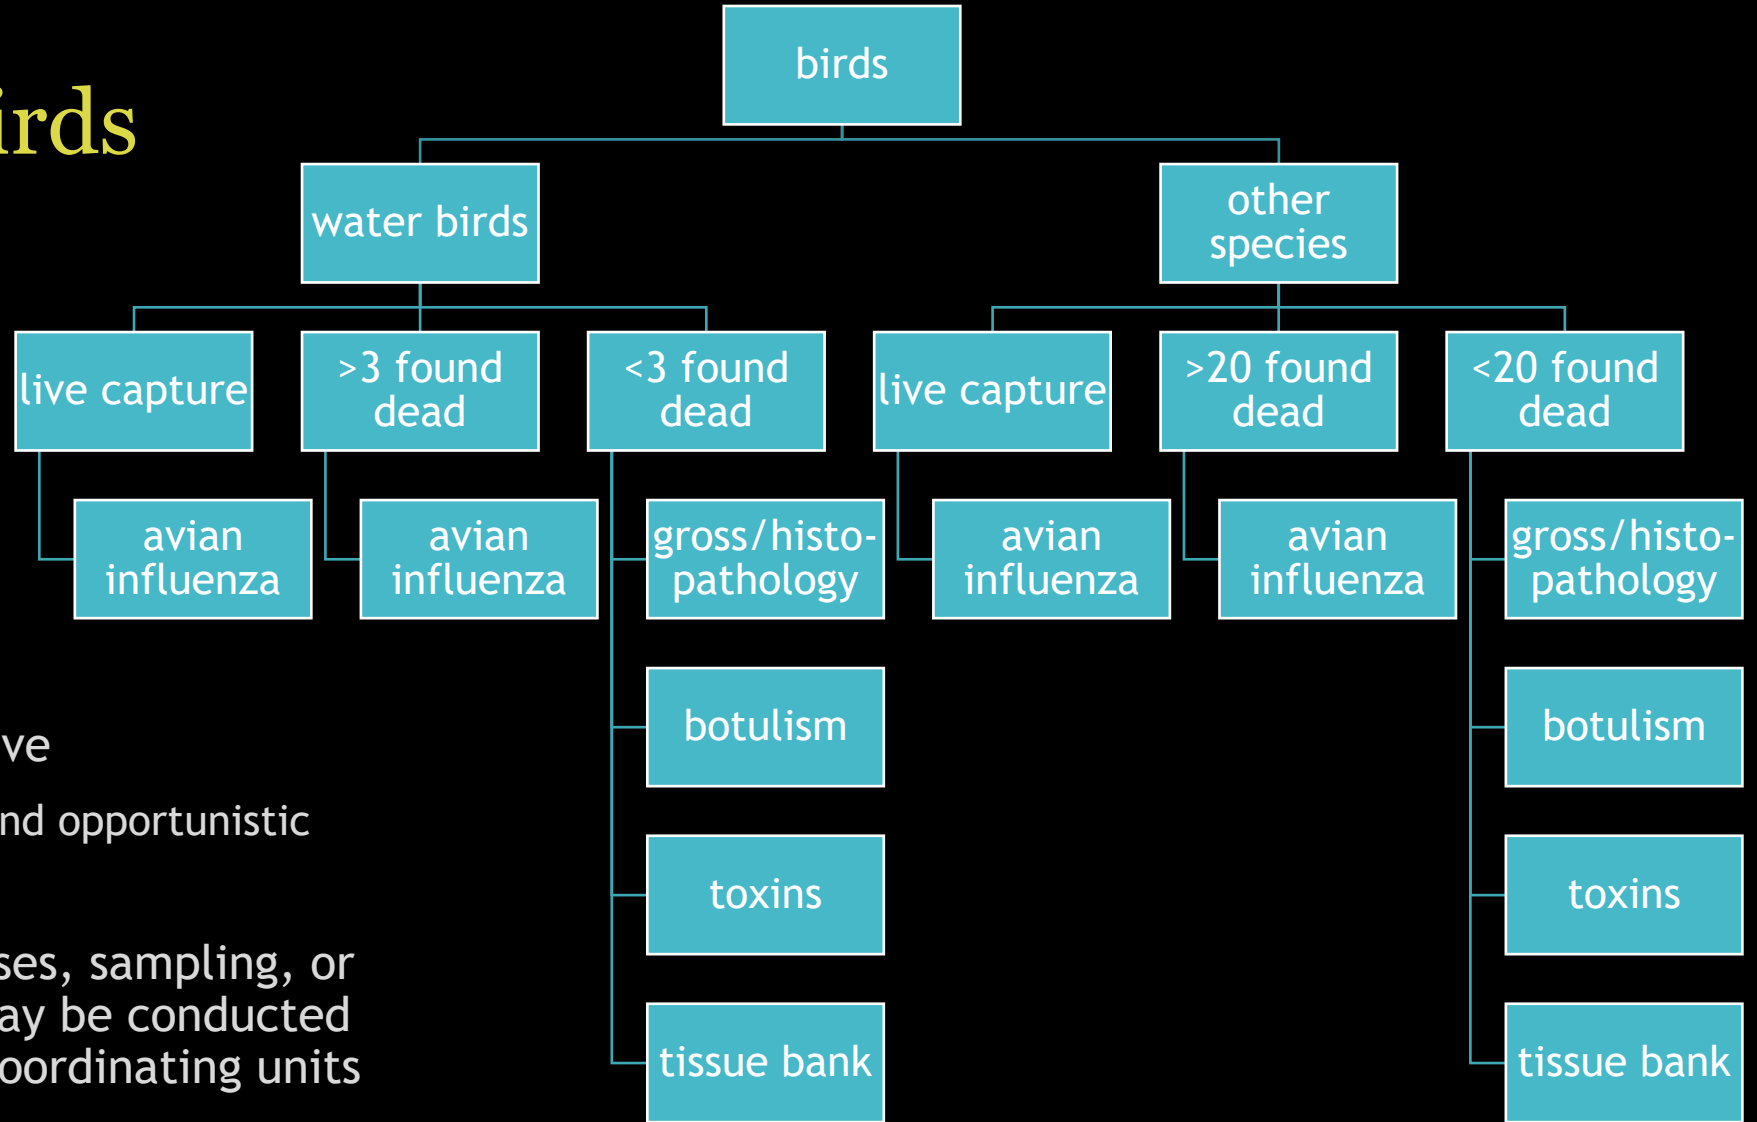 irds
birds
water birds
other
species
live capture
>3 found
dead
<3 found
dead
live capture
>20 found
dead
<20 found
dead
avian
influenza
avian
influenza
gross/histo-
pathology
avian
influenza
avian
influenza
gross/histo-
pathology
botulism
botulism
toxins
toxins
tissue bank
tissue bank
ve
nd opportunistic
ses, sampling, or
ay be conducted
oordinating units